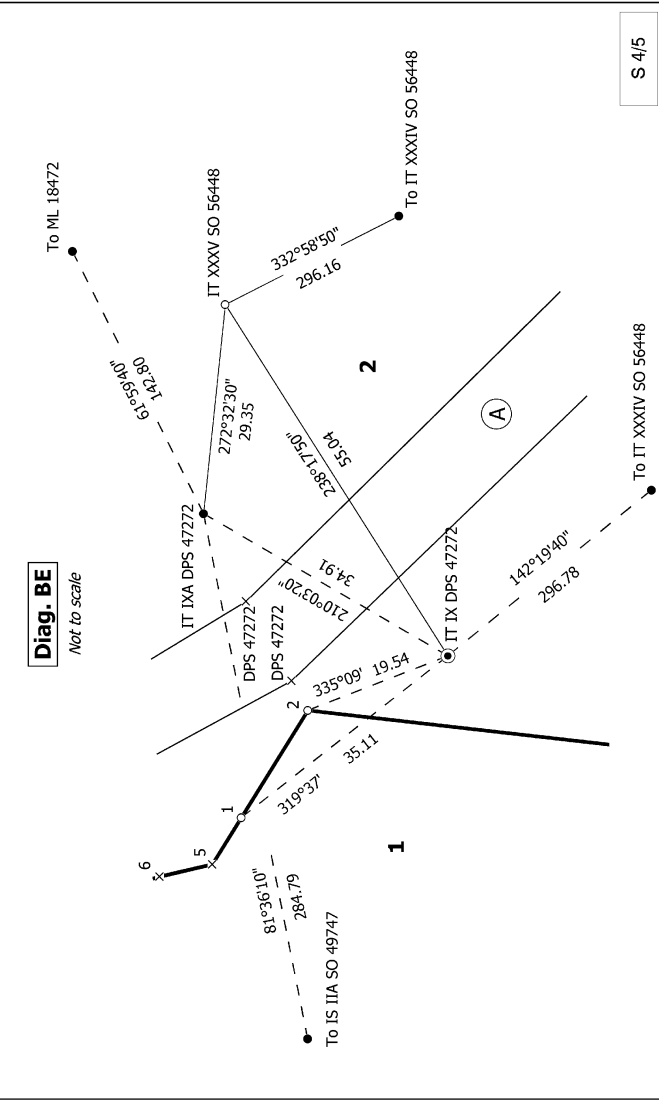 Diag. BE
Not to scale
To ML 18472
61°59'40"
142.80
IT XXXV SO 56448
332°58'50"
296.16
To IT XXXIV SO 56448
272°32'30"
29.35
IT IXA DPS 47272
238°17'50"
55.04
2
A
DPS 47272
DPS 47272
210°03'20"
34.91
IT IX DPS 47272
142°19'40"
296.78
To IT XXXIV SO 56448
335°09' 19.54
319°37' 35.11
2
1
5
6
1
81°36'10"
284.79
To IS IIA SO 49747
S 4/5